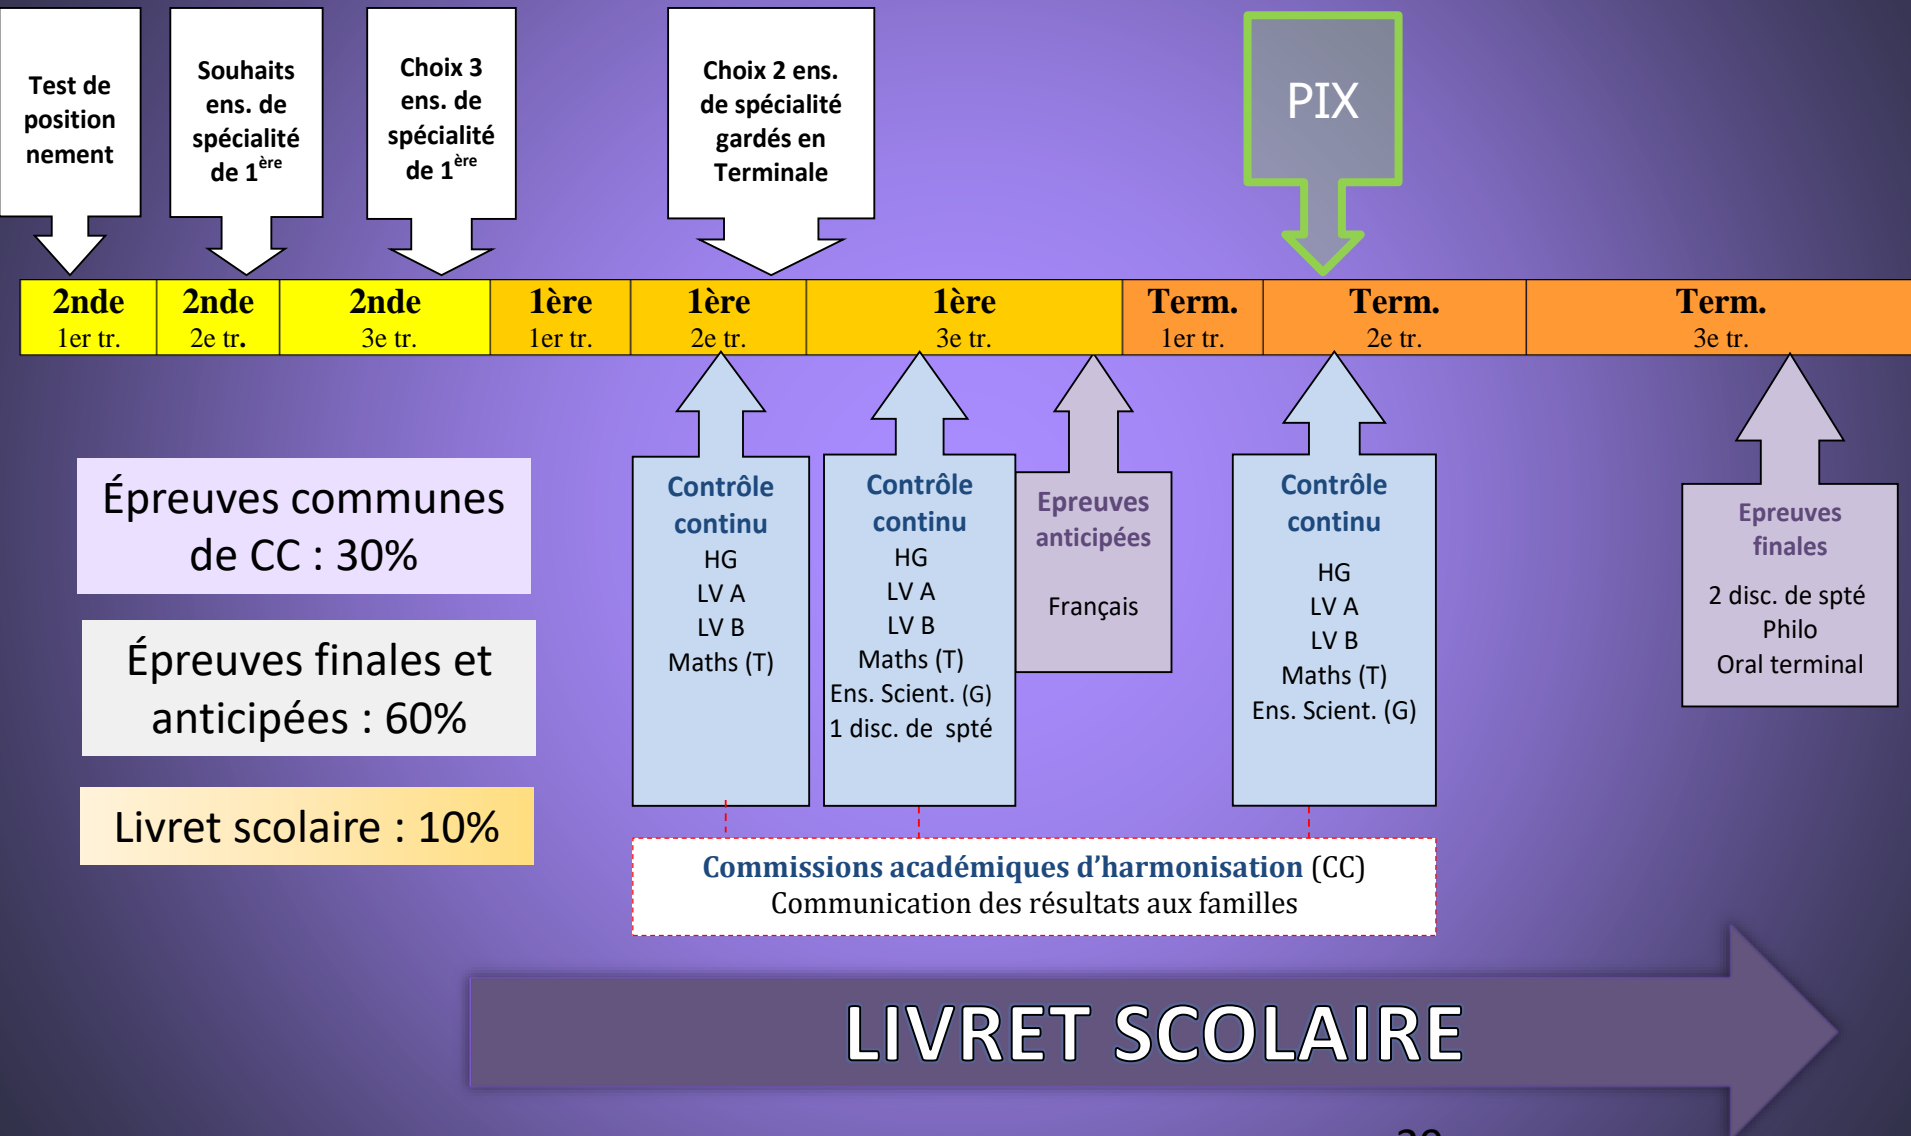 Test de
position
nement
Souhaits
ens. de
spécialité
de 1ère
Choix 3
ens. de
spécialité
de 1ère
Choix 2 ens.
de spécialité
gardés en
Terminale
PIX
2nde
1er tr.
2nde
2e tr.
2nde
3e tr.
1ère
1er tr.
1ère
2e tr.
1ère
3e tr.
Term.
1er tr.
Term.
2e tr.
Term.
3e tr.
Épreuves communes
de CC : 30%
Épreuves finales et
anticipées : 60%
Livret scolaire : 10%
Contrôle
continu
HG
LV A
LV B
Maths (T)
Contrôle
continu
HG
LV A
LV B
Maths (T)
Ens. Scient. (G)
1 disc. de spté
Epreuves
anticipées
Français
Contrôle
continu
HG
LV A
LV B
Maths (T)
Ens. Scient. (G)
Epreuves
finales
2 disc. de spté
Philo
Oral terminal
Commissions académiques d'harmonisation (CC)
Communication des résultats aux familles
LIVRET SCOLAIRE